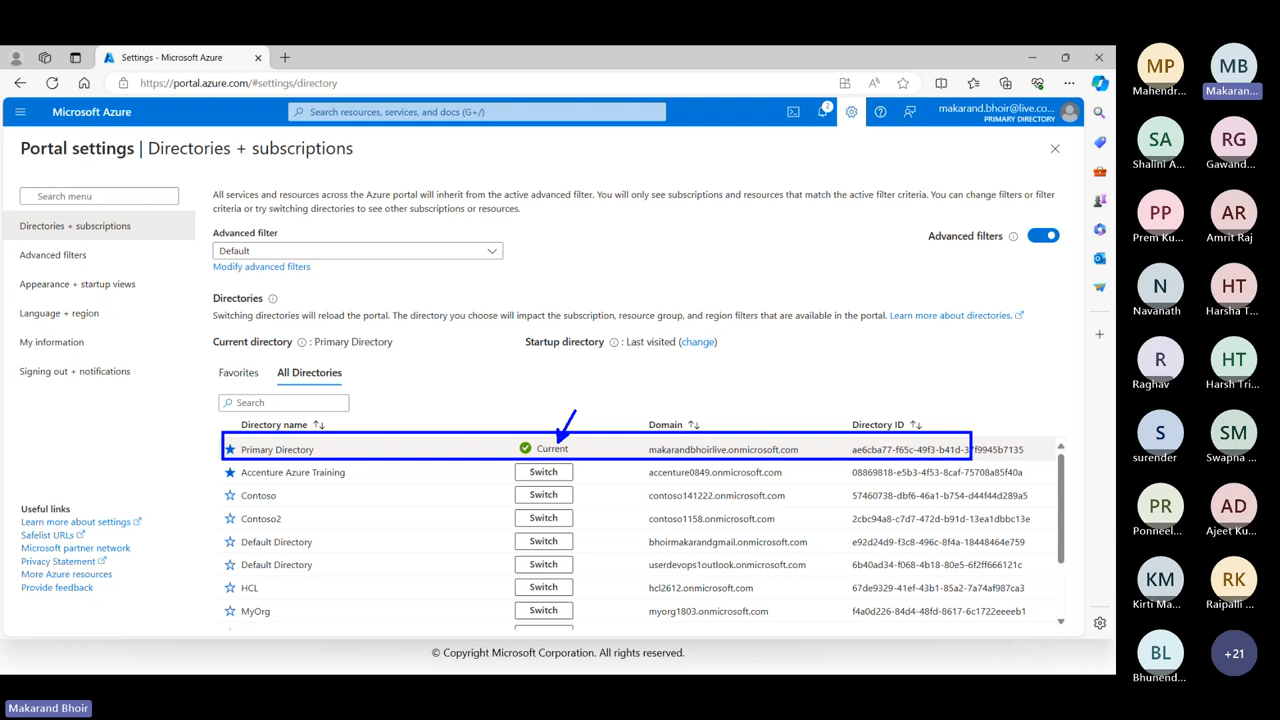 Settings - Microsoft Azure
https://portal.azure.com/#settings/directory
Microsoft Azure
Search resources, services, and docs (G+/)
2
makarand.bhoir@live.co...
PRIMARY DIRECTORY
Portal settings | Directories + subscriptions
Search menu
Directories + subscriptions
Advanced filters
Appearance + startup views
Language + region
My information
Signing out + notifications
Useful links
Learn more about settings
Safelist URLs
Microsoft partner network
Privacy Statement
More Azure resources
Provide feedback
All services and resources across the Azure portal will inherit from the active advanced filter. You will only see subscriptions and resources that match the active filter criteria. You can change filters or filter
criteria or try switching directories to see other subscriptions or resources.
Advanced filter
Default
Modify advanced filters
Advanced filters
Directories
Switching directories will reload the portal. The directory you choose will impact the subscription, resource group, and region filters that are available in the portal. Learn more about directories.
Current directory : Primary Directory
Startup directory : Last visited (change)
Favorites All Directories
Search
Directory name Domain Directory ID
Primary Directory Current makarandbhoirlive.onmicrosoft.com ae6cba77-f65c-49f3-b41d-37f9945b7135
Accenture Azure Training Switch accenture0849.onmicrosoft.com 08869818-e5b3-4f53-8caf-75708a85f40a
Contoso Switch contoso141222.onmicrosoft.com 57460738-dbf6-46a1-b754-d44f44d289a5
Contoso2 Switch contoso1158.onmicrosoft.com 2cbc94a8-c7d7-472d-b91d-13ea1dbbc13e
Default Directory Switch bhoirmakarandgmail.onmicrosoft.com e92d24d9-f3c8-496c-8f4a-18448464e759
Default Directory Switch userdevops1outlook.onmicrosoft.com 6b40ad34-f068-4b18-80e5-6f2ff666121c
HCL Switch hcl2612.onmicrosoft.com 67de9329-41ef-43b1-85a2-7a74af987ca3
MyOrg Switch myorg1803.onmicrosoft.com f4a0d226-84d4-48fd-8617-6c1722eeeeb1
© Copyright Microsoft Corporation. All rights reserved.
Makarand Bhoir
MP MB
Mahendr... Makaran...
SA RG
Shalini A... Gawand...
PP AR
Prem Ku... Amrit Raj
N HT
Navanath Harsha T...
R HT
Raghav Harsh Tri...
S SM
surender Swapna ...
PR AD
Ponneel... Ajeet Ku...
KM RK
Kirti Ma... Raipalli ...
BL +21
Bhunend...